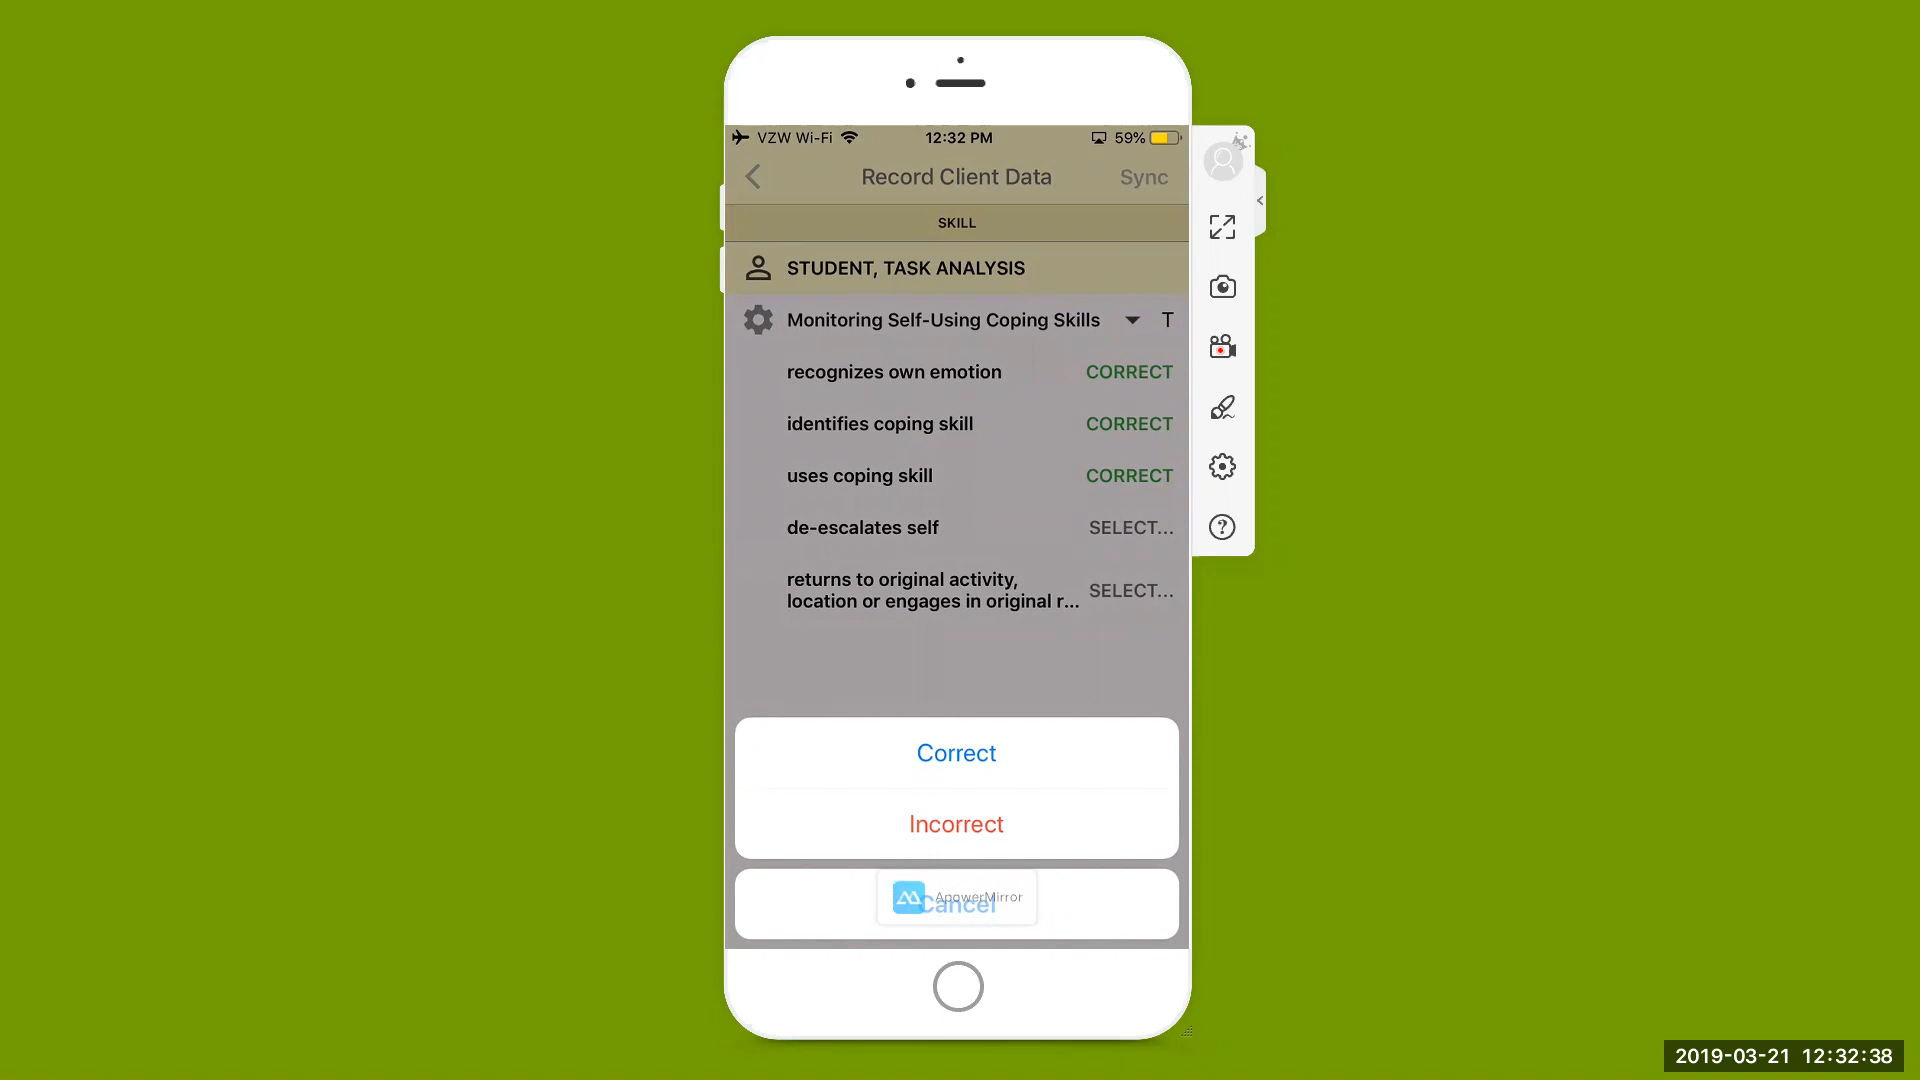 VZW Wi-Fi 12:32 PM 59%
Record Client Data Sync
SKILL
STUDENT, TASK ANALYSIS
Monitoring Self-Using Coping Skills T
recognizes own emotion CORRECT
identifies coping skill CORRECT
uses coping skill CORRECT
de-escalates self SELECT...
returns to original activity,
location or engages in original r... SELECT...
Correct
Incorrect
ApowerMirror
Cancel
2019-03-21 12:32:38